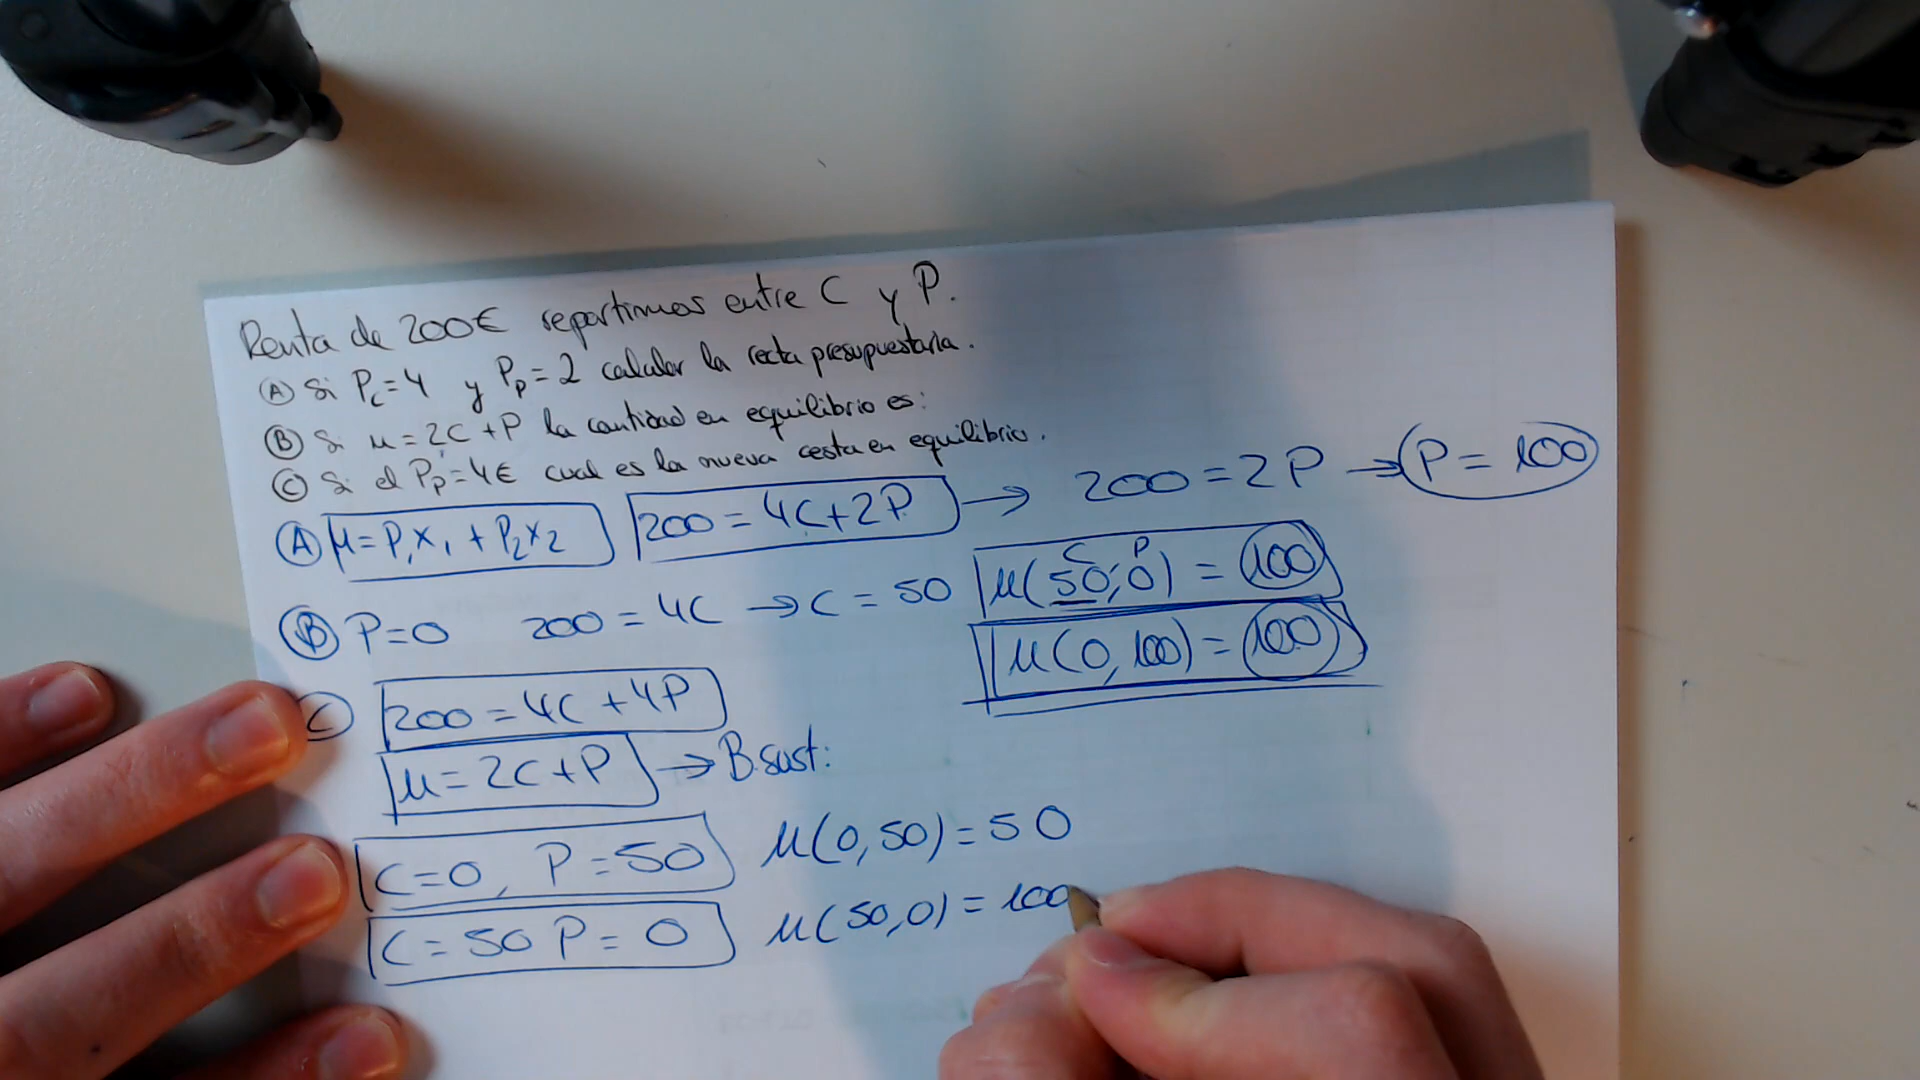 Renta de 200€ repartimos entre C y P.
Ⓐ Si Pc=4 y Pp=2 calcular la recta presupuestaria.
Ⓑ Si u=2C+P la cantidad en equilibrio es:
Ⓒ Si el Pp=4€ cual es la nueva cesta en equilibrio.
Ⓐ μ=P₁x₁+P₂x₂ 200=4C+2P → 200=2P → P=100
Ⓑ P=0 200=4C → C=50 μ(50;0)=100
C P
μ(0,100)=100
Ⓒ 200=4C+4P
μ=2C+P → B.sust:
C=0, P=50 μ(0,50)=50
C=50 P=0 μ(50,0)=100